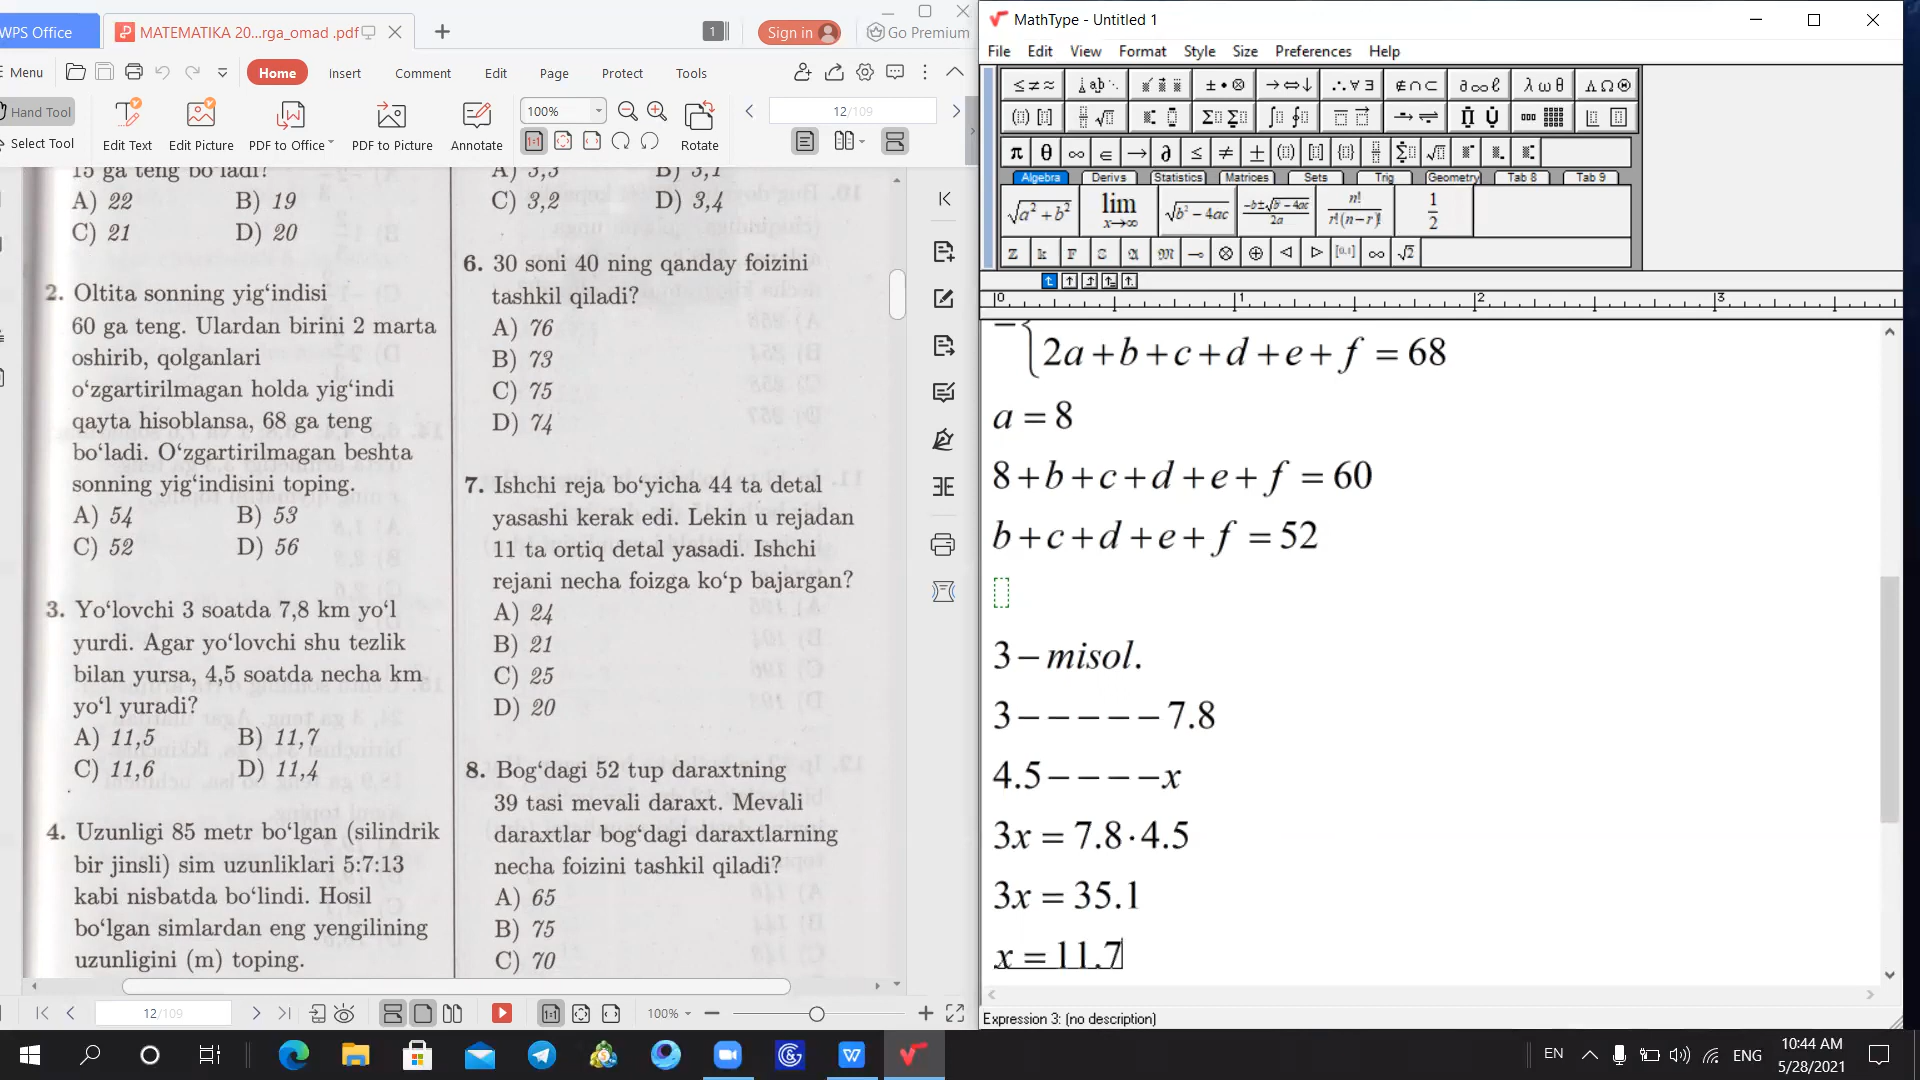 WPS Office
MATEMATIKA 20...rga_omad .pdf
1
Sign in
Go Premium
Menu
Home
Insert
Comment
Edit
Page
Protect
Tools
Hand Tool
Select Tool
Edit Text
Edit Picture
PDF to Office
PDF to Picture
Annotate
100%
Rotate
12/109
15 ga teng bo‘ladi?
A) 22 B) 19
C) 21 D) 20
2. Oltita sonning yig‘indisi
60 ga teng. Ulardan birini 2 marta
oshirib, qolganlari
o‘zgartirilmagan holda yig‘indi
qayta hisoblansa, 68 ga teng
bo‘ladi. O‘zgartirilmagan beshta
sonning yig‘indisini toping.
A) 54 B) 53
C) 52 D) 56
3. Yo‘lovchi 3 soatda 7,8 km yo‘l
yurdi. Agar yo‘lovchi shu tezlik
bilan yursa, 4,5 soatda necha km
yo‘l yuradi?
A) 11,5 B) 11,7
C) 11,6 D) 11,4
4. Uzunligi 85 metr bo‘lgan (silindrik
bir jinsli) sim uzunliklari 5:7:13
kabi nisbatda bo‘lindi. Hosil
bo‘lgan simlardan eng yengilining
uzunligini (m) toping.
A) 3,3 B) 3,1
C) 3,2 D) 3,4
6. 30 soni 40 ning qanday foizini
tashkil qiladi?
A) 76
B) 73
C) 75
D) 74
7. Ishchi reja bo‘yicha 44 ta detal
yasashi kerak edi. Lekin u rejadan
11 ta ortiq detal yasadi. Ishchi
rejani necha foizga ko‘p bajargan?
A) 24
B) 21
C) 25
D) 20
8. Bog‘dagi 52 tup daraxtning
39 tasi mevali daraxt. Mevali
daraxtlar bog‘dagi daraxtlarning
necha foizini tashkil qiladi?
A) 65
B) 75
C) 70
12/109
100%
MathType - Untitled 1
File Edit View Format Style Size Preferences Help
Algebra Derivs Statistics Matrices Sets Trig Geometry Tab 8 Tab 9
0 1 2 3
2a+b+c+d+e+f=68
a=8
8+b+c+d+e+f=60
b+c+d+e+f=52
3−misol.
3−−−−−7.8
4.5−−−−x
3x=7.8·4.5
3x=35.1
x=11.7
Expression 3: (no description)
EN
ENG
10:44 AM
5/28/2021